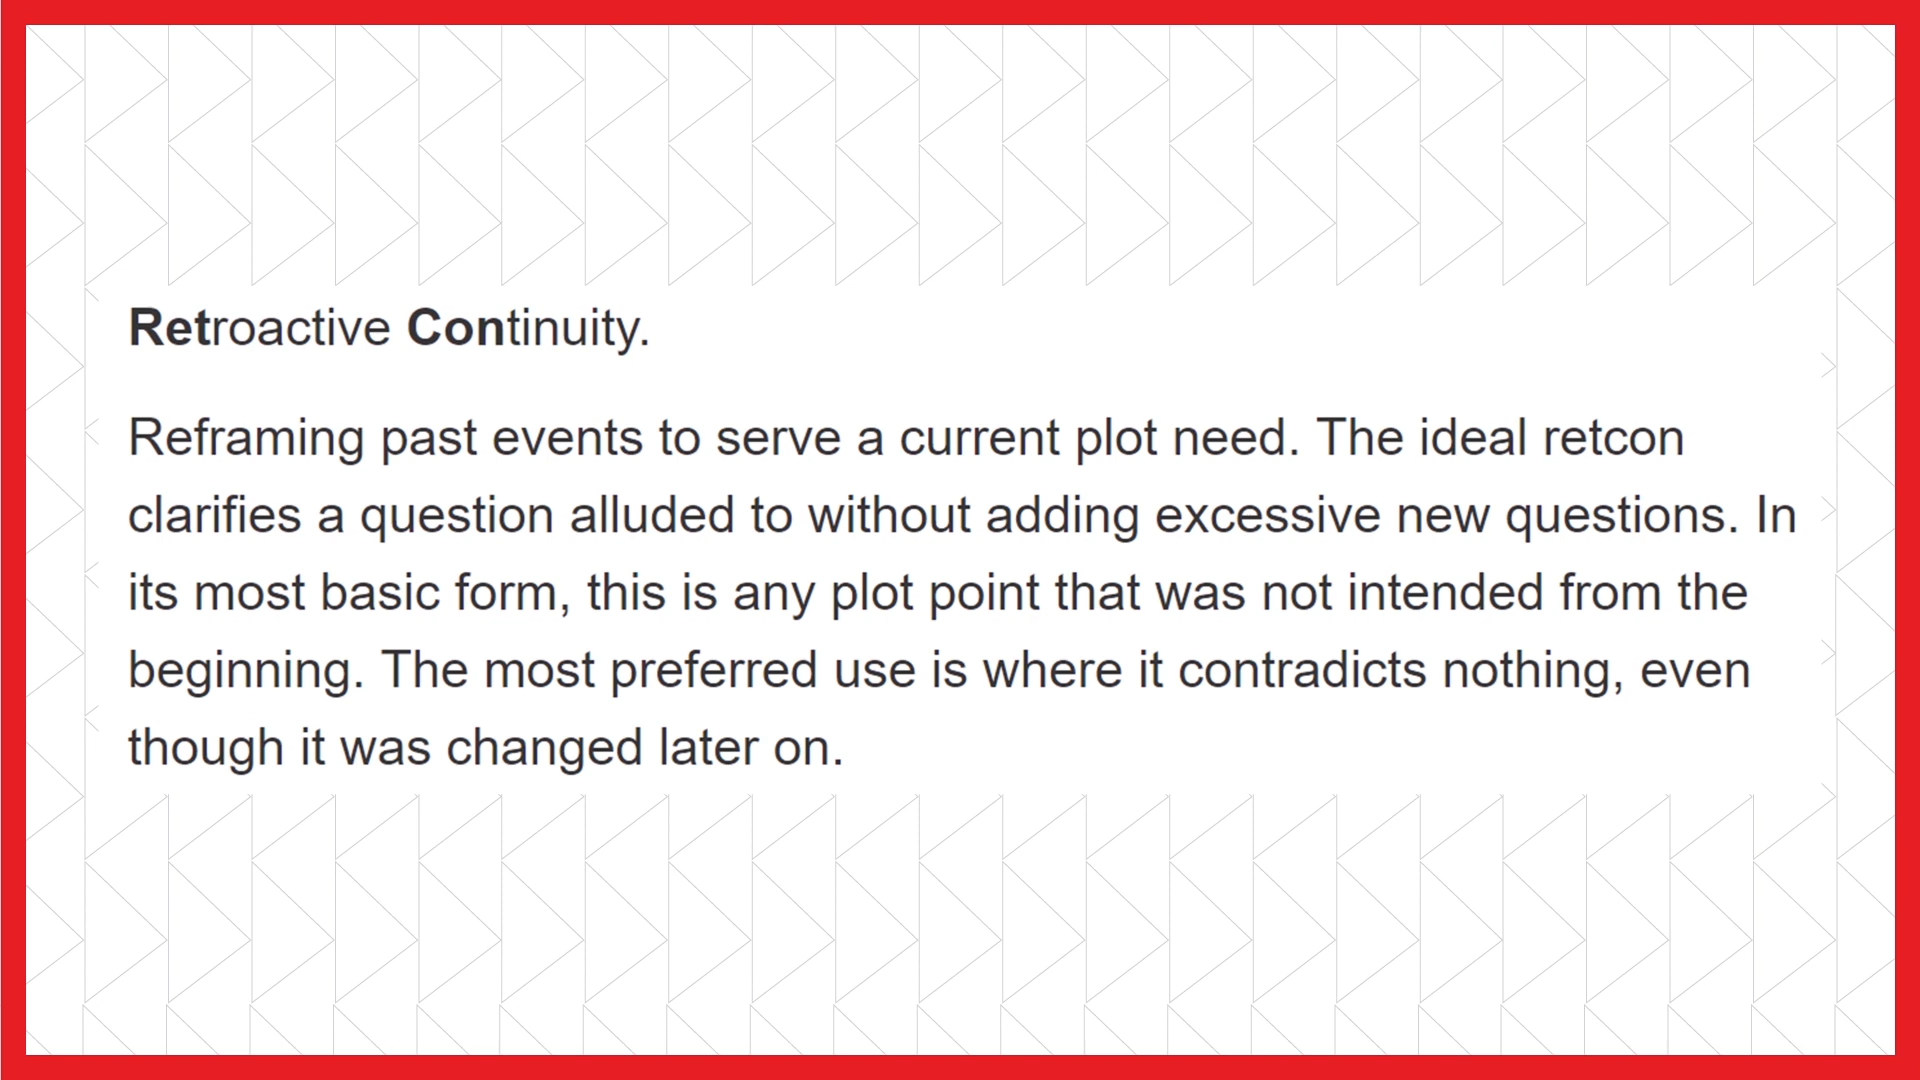 Retroactive Continuity.
Reframing past events to serve a current plot need. The ideal retcon
clarifies a question alluded to without adding excessive new questions. In
its most basic form, this is any plot point that was not intended from the
beginning. The most preferred use is where it contradicts nothing, even
though it was changed later on.